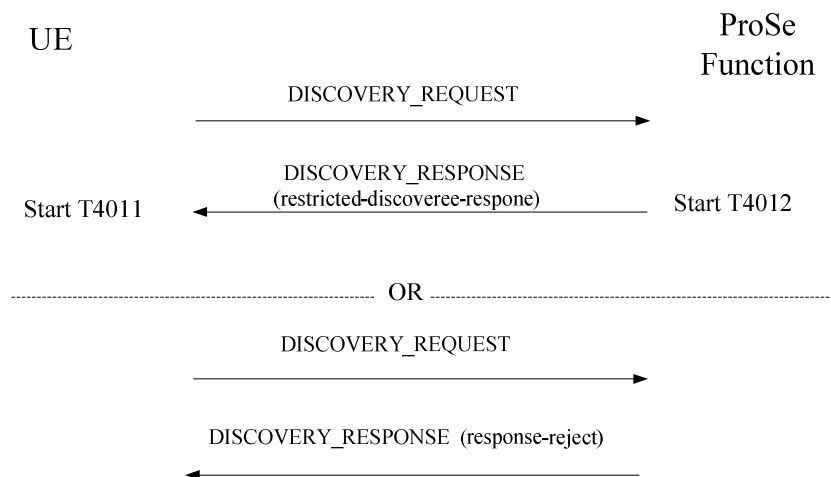 UE
ProSe
Function
DISCOVERY_REQUEST
DISCOVERY_RESPONSE
(restricted-discoveree-respone)
Start T4011
Start T4012
OR
DISCOVERY_REQUEST
DISCOVERY_RESPONSE (response-reject)